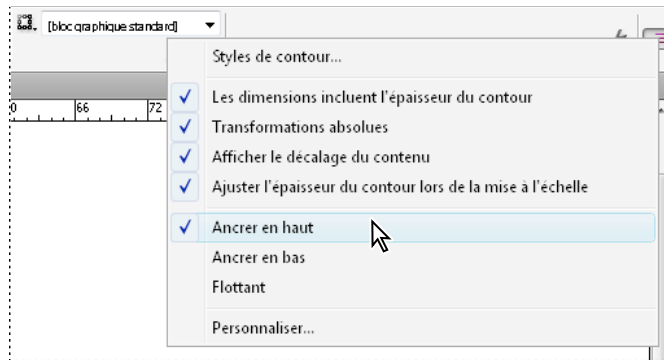 [bloc graphique standard]
Styles de contour...
0 66 72
Les dimensions incluent l'épaisseur du contour
Transformations absolues
Afficher le décalage du contenu
Ajuster l'épaisseur du contour lors de la mise à l'échelle
Ancrer en haut
Ancrer en bas
Flottant
Personnaliser...